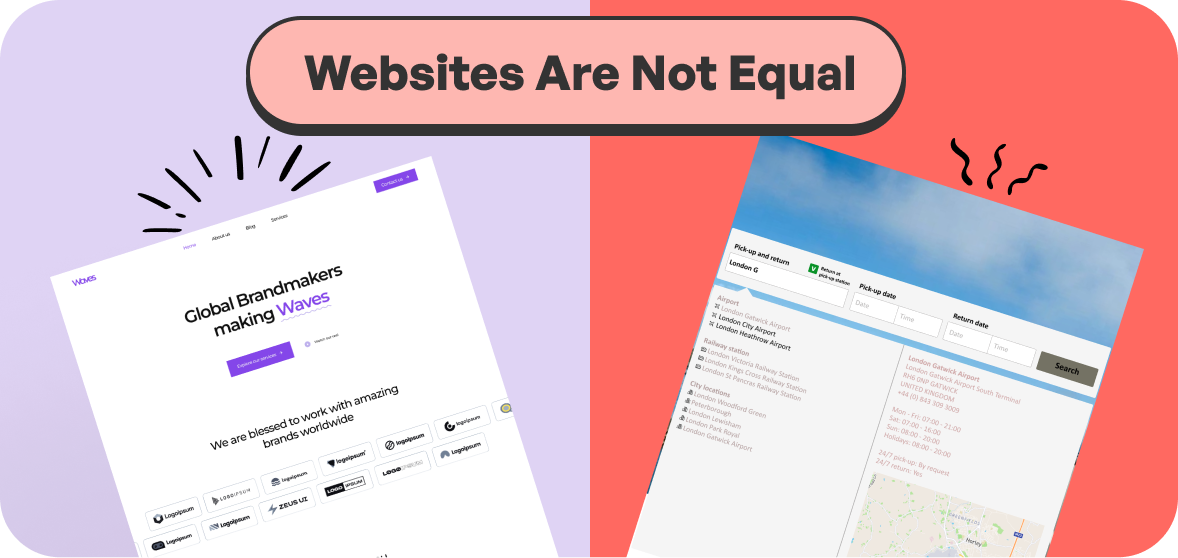 Websites Are Not Equal
Waves
Home
About us
Blog
Services
Contact us
Global Brandmakers
making Waves
Explore our services
We are blessed to work with amazing
brands worldwide
Logoipsum
LOGOIPSUM
logoipsum
logoipsum
logoipsum
logoipsum
Logoipsum
Logoipsum
ZEUS UI
LOGO IPSUM
LOGOIPSUM
Logoipsum
Pick-up and return
Return at
pick-up station
London G
Pick-up date
Date
Time
Return date
Date
Time
Search
Airport
London Gatwick Airport
London City Airport
London Heathrow Airport
Railway station
London Victoria Railway Station
London Kings Cross Railway Station
London St Pancras Railway Station
City locations
London Woodford Green
Peterborough
London Lewisham
London Park Royal
London Gatwick Airport
London Gatwick Airport
London Gatwick Airport South Terminal
RH6 0NP GATWICK
UNITED KINGDOM
+44 (0) 843 309 3009
Mon - Fri: 07:00 - 21:00
Sat: 07:00 - 16:00
Sun: 08:00 - 20:00
Holidays: 08:00 - 20:00
24/7 pick-up: By request
24/7 return: Yes
Horley